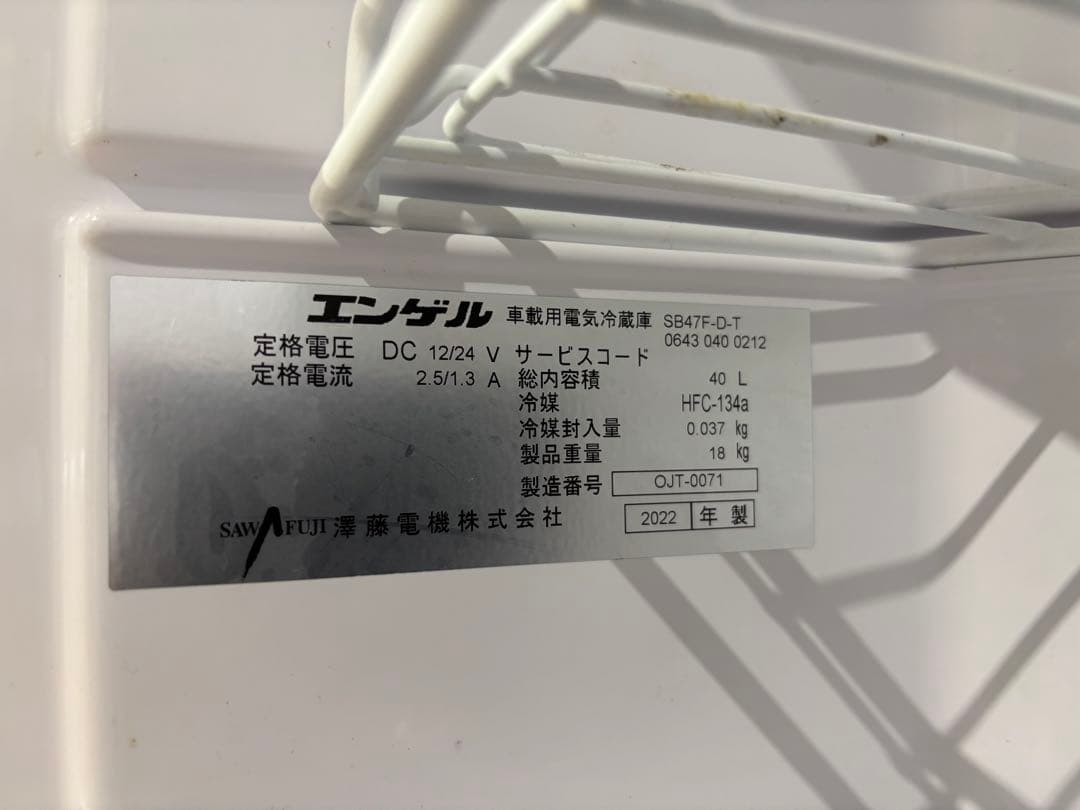 エンゲル 車載用電気冷蔵庫 SB47F-D-T
定格電圧 DC 12/24 V サービスコード 0643 040 0212
定格電流 2.5/1.3 A 総内容積 40 L
冷媒 HFC-134a
冷媒封入量 0.037 kg
製品重量 18 kg
製造番号 OJT-0071
SAWAFUJI 澤藤電機株式会社 2022 年製